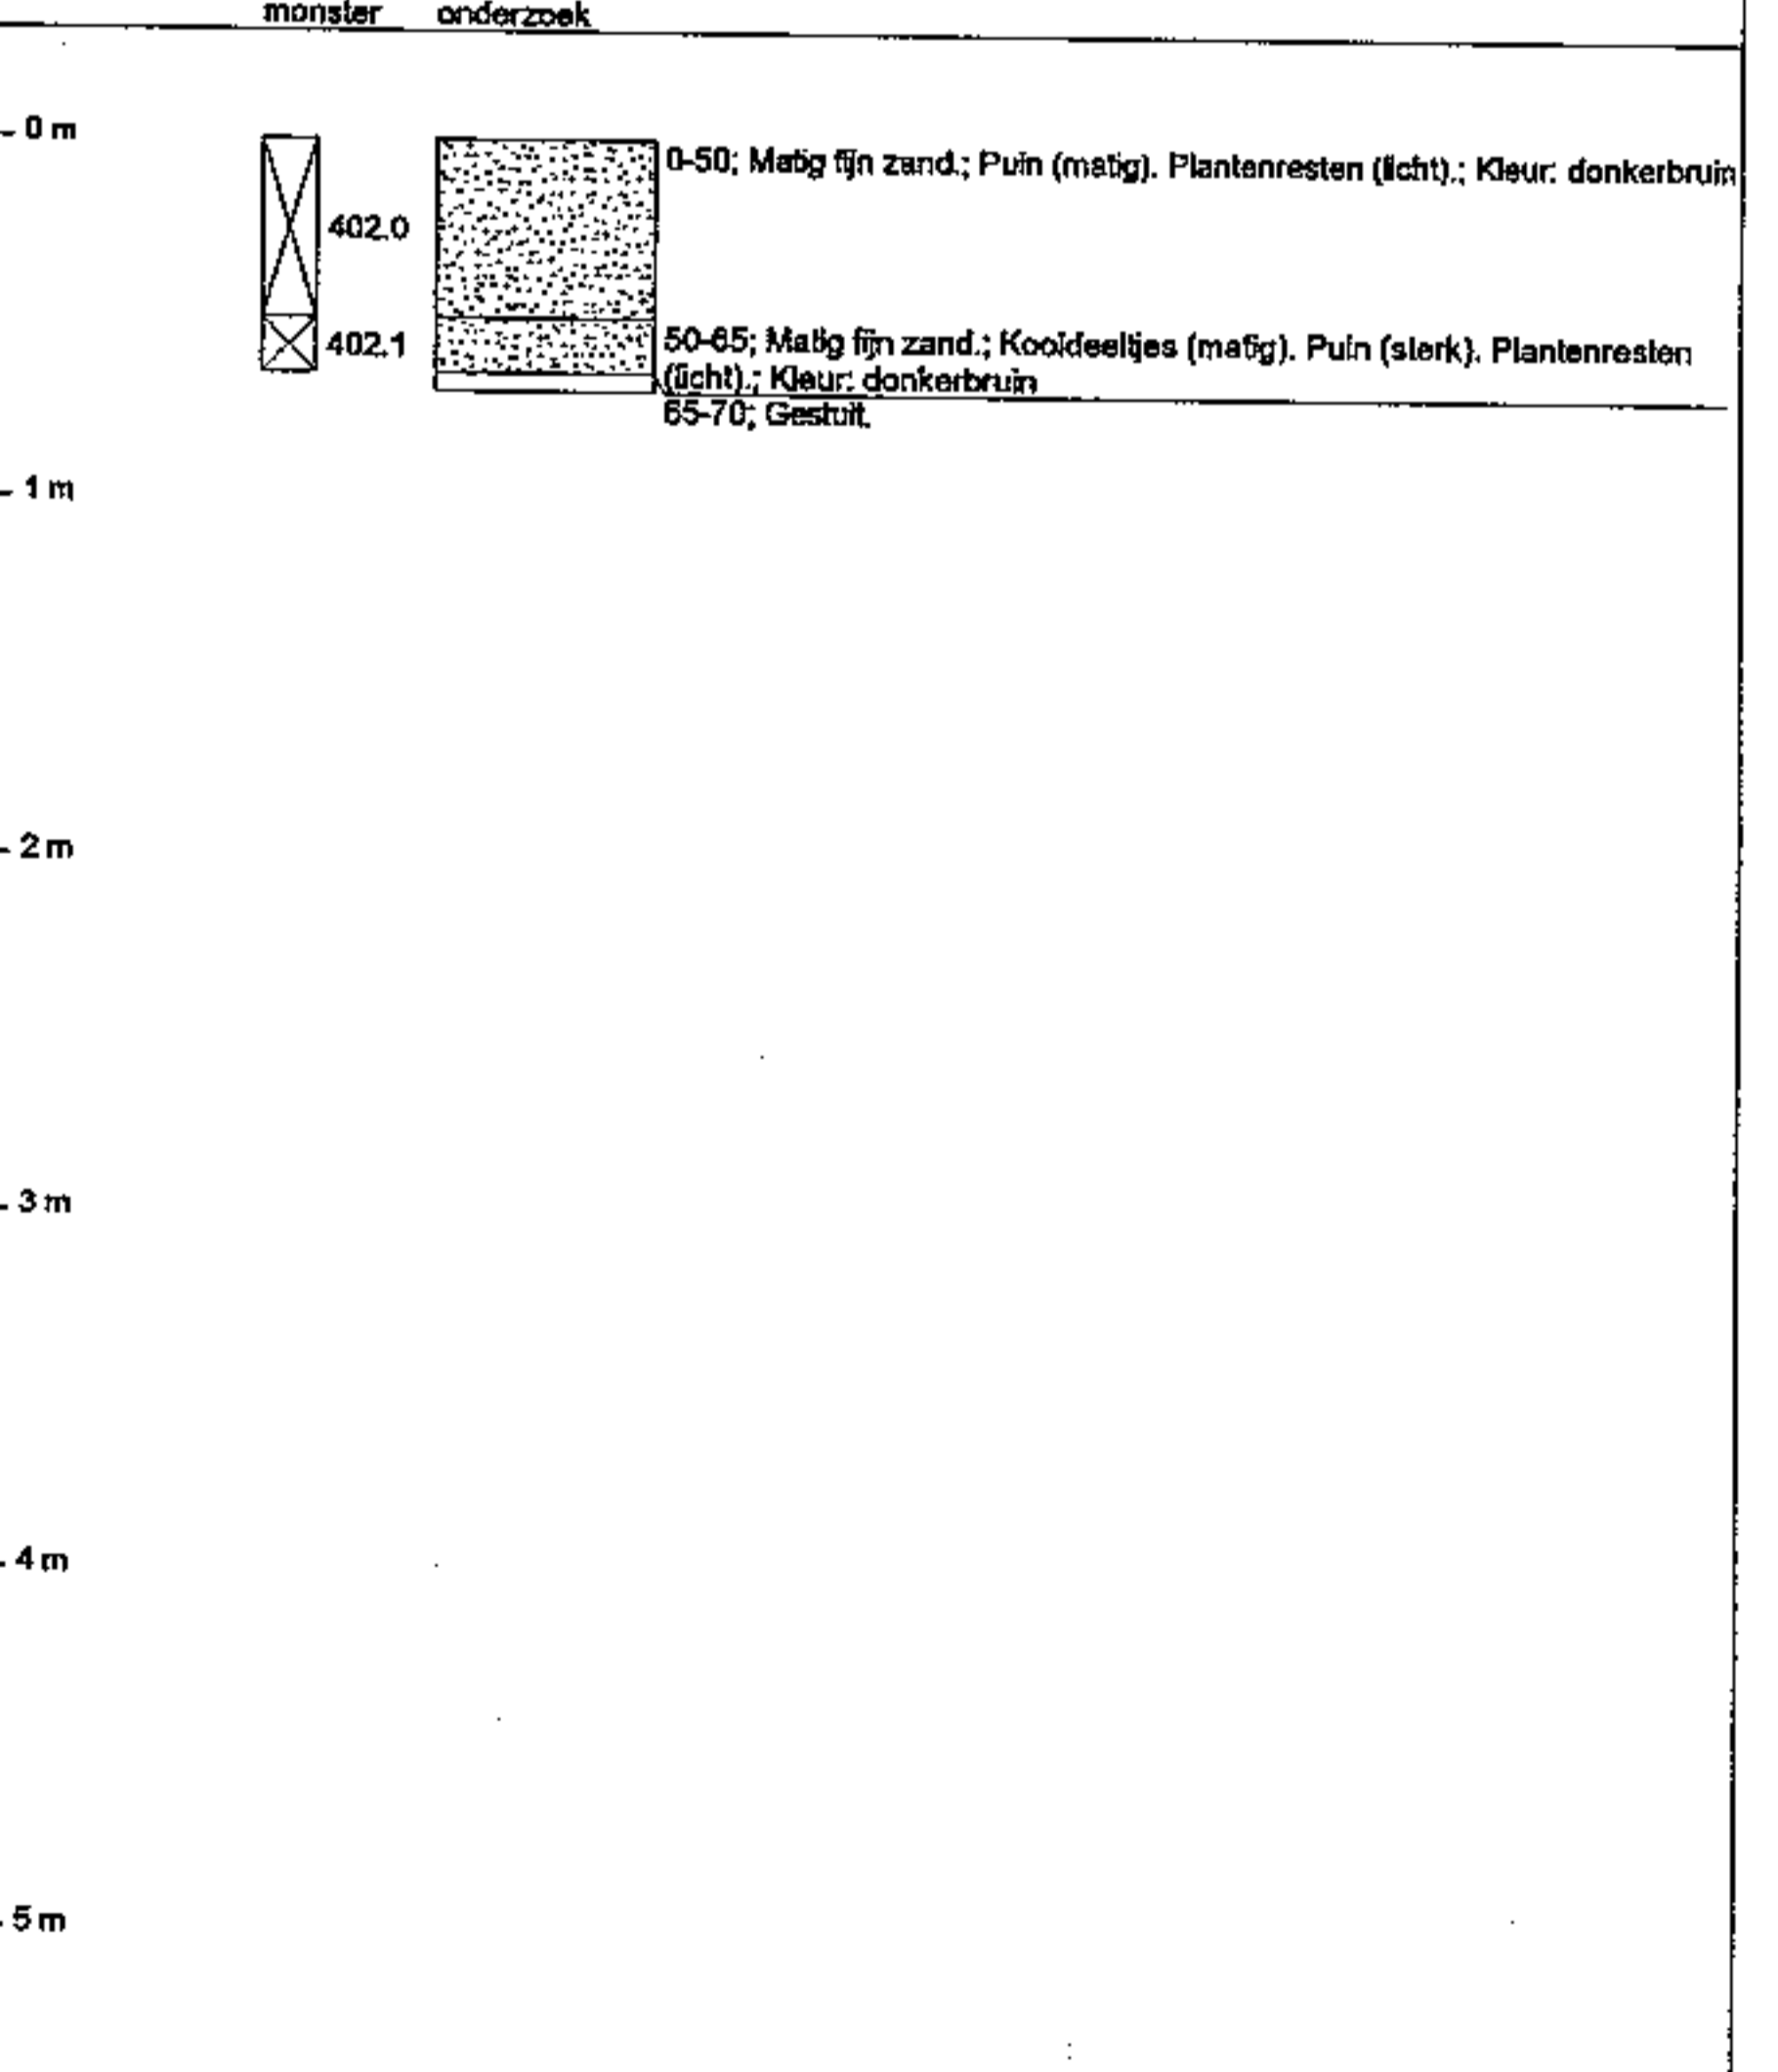 monster onderzoek
0 m
0-50; Matig fijn zand.; Puin (matig). Plantenresten (licht).; Kleur: donkerbruin
402.0
402.1
50-65; Matig fijn zand.; Kooldeeltjes (matig). Puin (sterk). Plantenresten
(licht).; Kleur: donkerbruin
65-70; Gestuit.
1 m
2 m
3 m
4 m
5 m